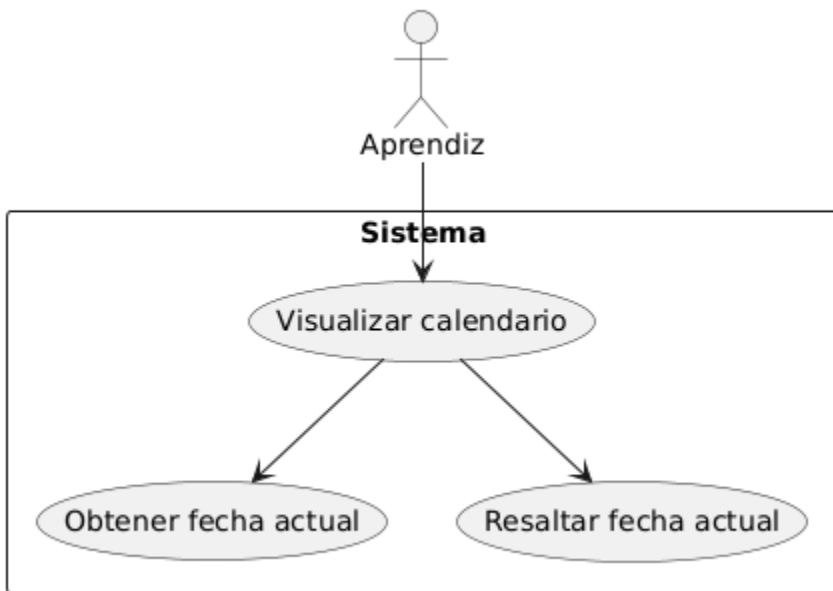 Aprendiz
Sistema
Visualizar calendario
Obtener fecha actual
Resaltar fecha actual